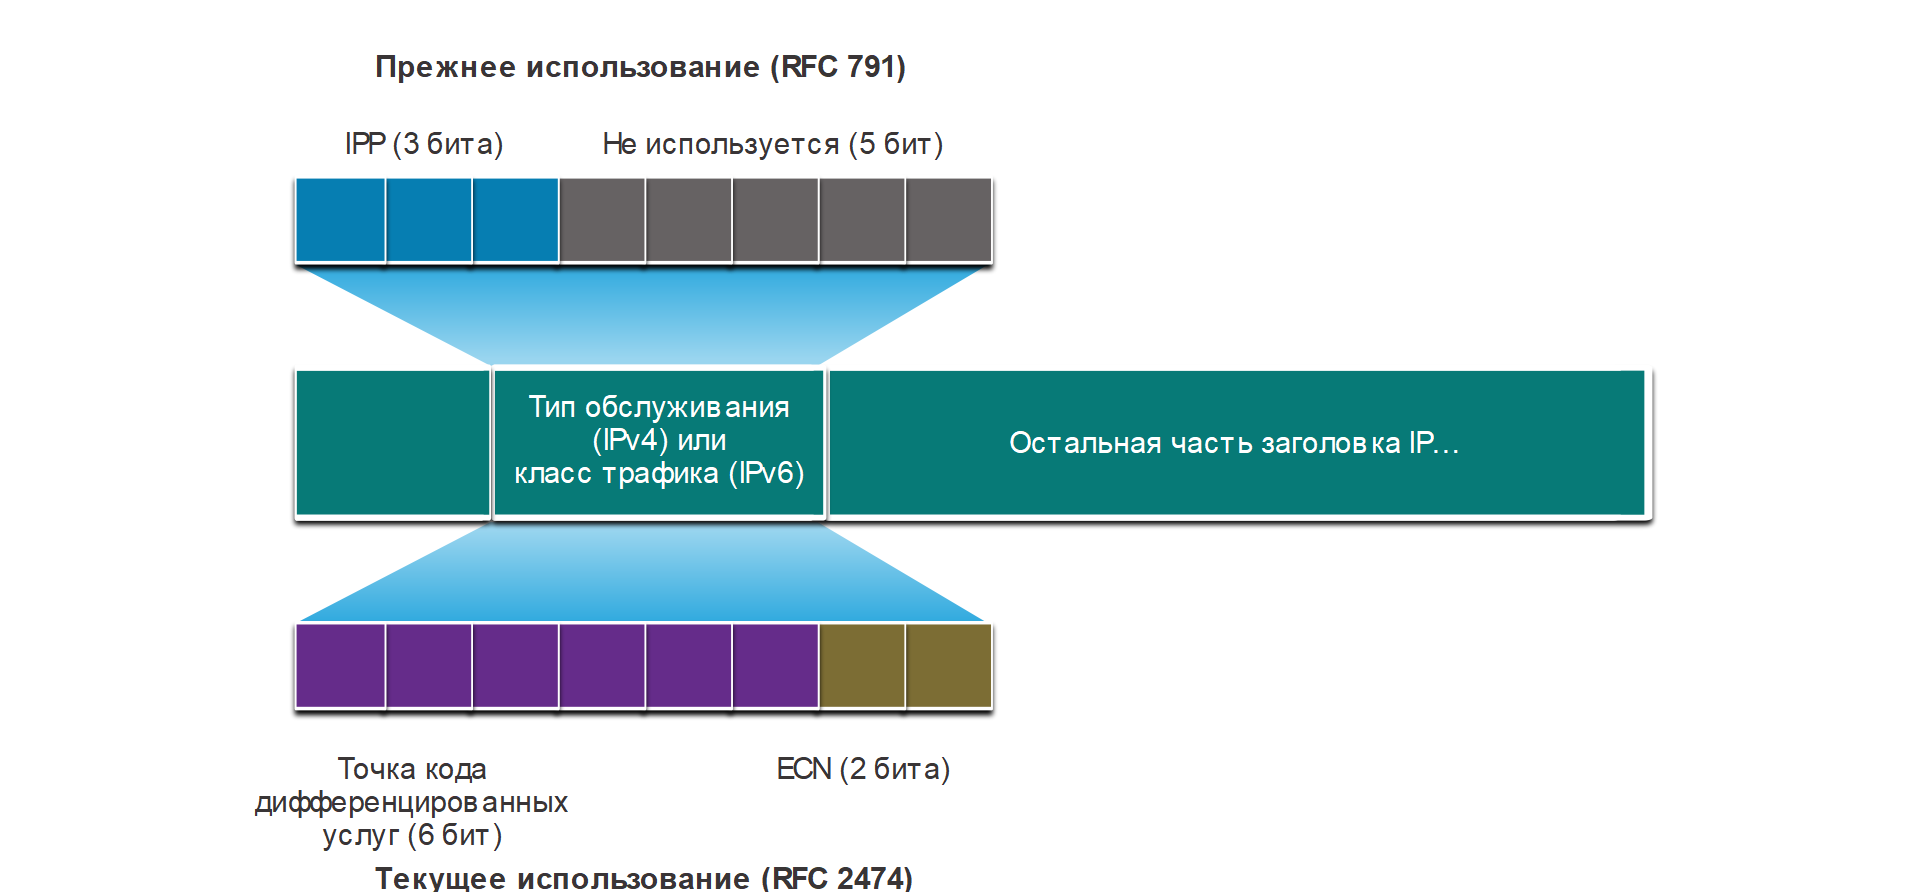 Прежнее использование (RFC 791)
IPP (3 бита)
Не используется (5 бит)
Тип обслуживания
(IPv4) или
класс трафика (IPv6)
Остальная часть заголовка IP...
Точка кода
дифференцированных
услуг (6 бит)
ECN (2 бита)
Текущее использование (RFC 2474)